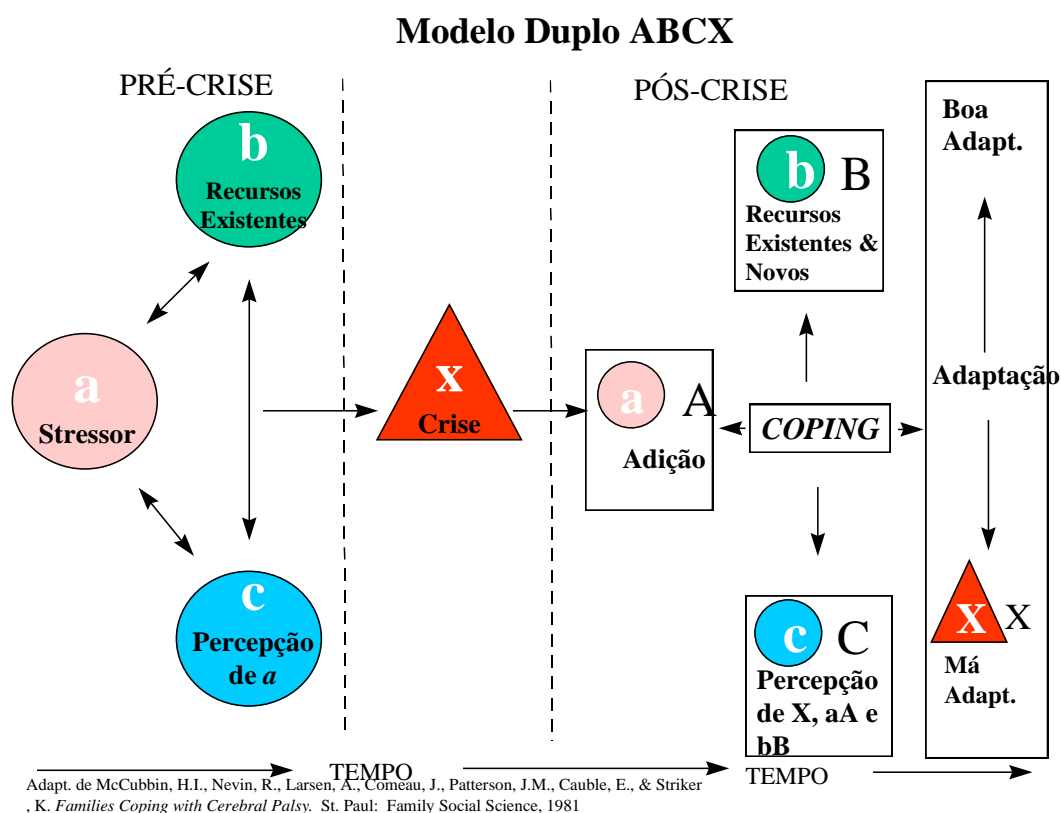 Modelo Duplo ABCX
PRÉ-CRISE
PÓS-CRISE
b
Recursos
Existentes
a
Stressor
c
Percepção
de a
x
Crise
a A
Adição
b B
Recursos
Existentes &
Novos
COPING
c C
Percepção
de X, aA e
bB
Boa
Adapt.
Adaptação
X X
Má
Adapt.
TEMPO
TEMPO
Adapt. de McCubbin, H.I., Nevin, R., Larsen, A., Comeau, J., Patterson, J.M., Cauble, E., & Striker
, K. Families Coping with Cerebral Palsy. St. Paul: Family Social Science, 1981